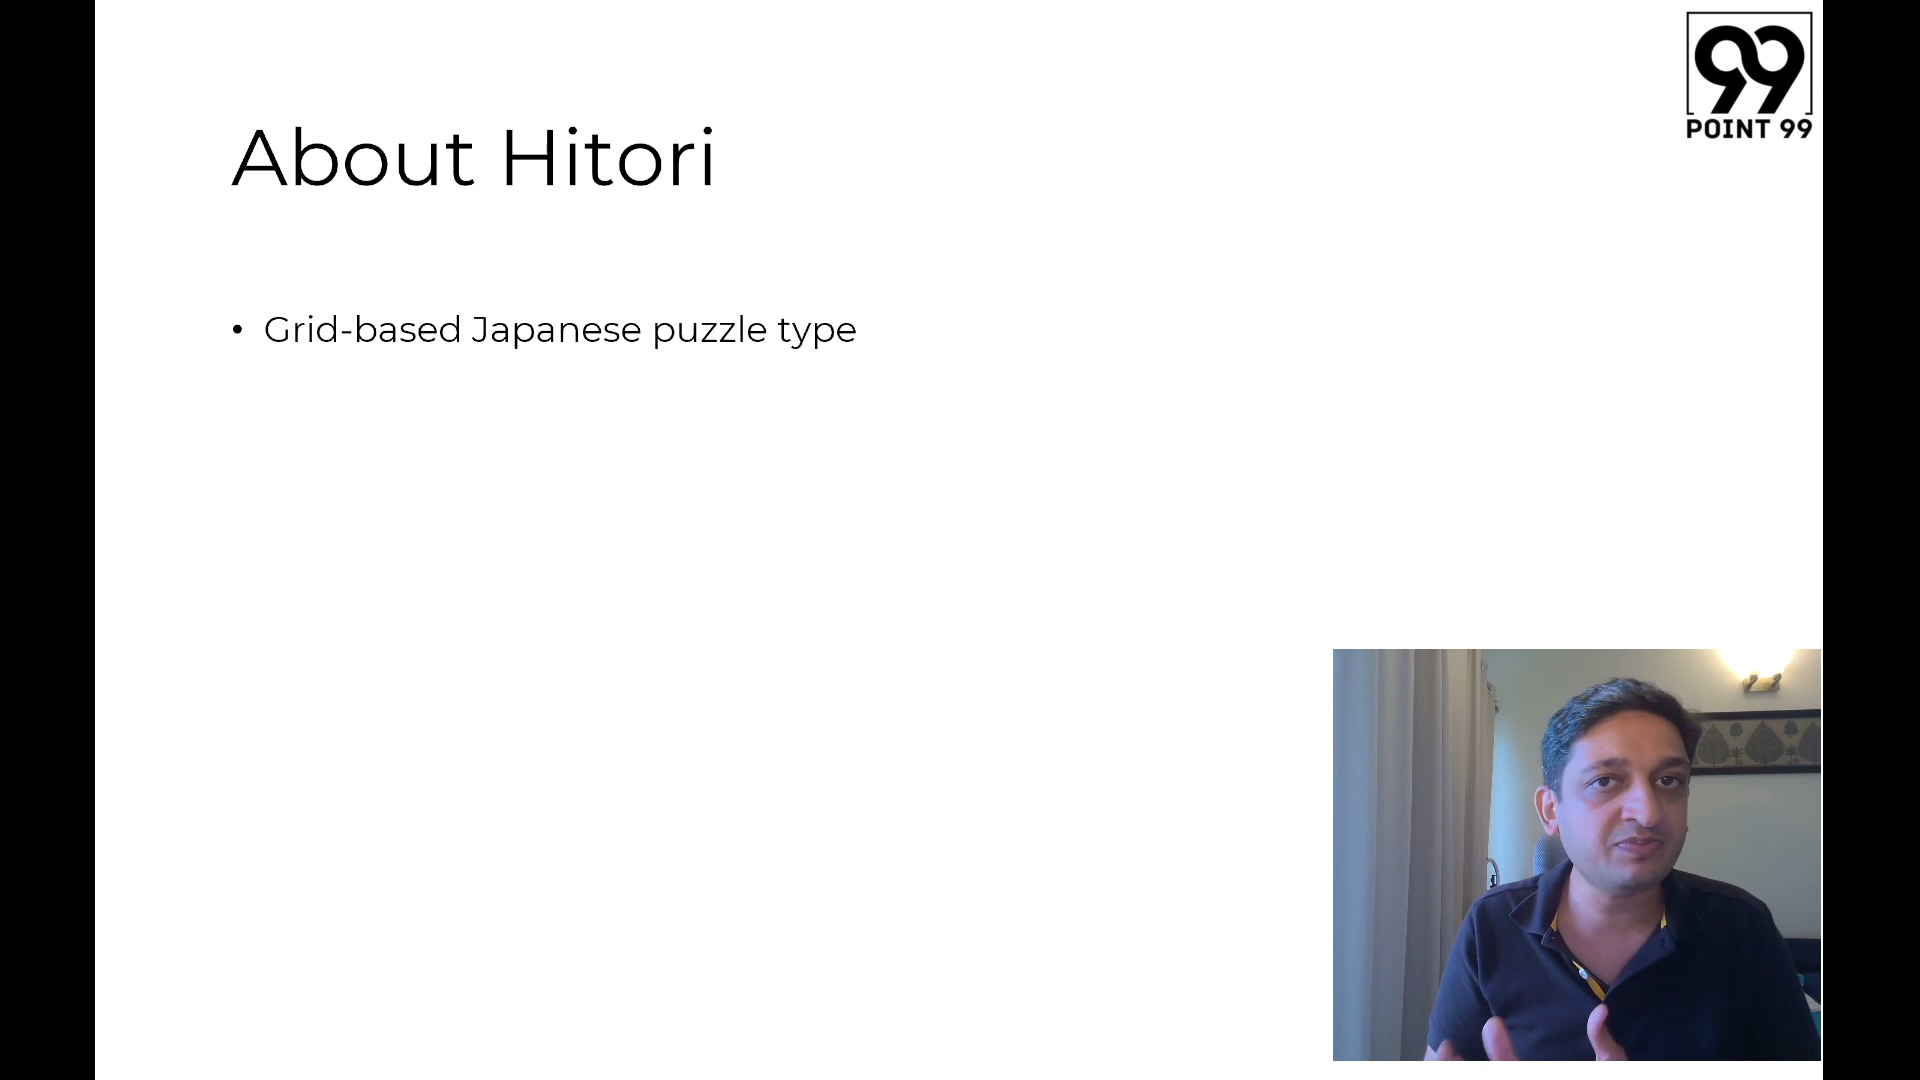 99
POINT 99
About Hitori
• Grid-based Japanese puzzle type